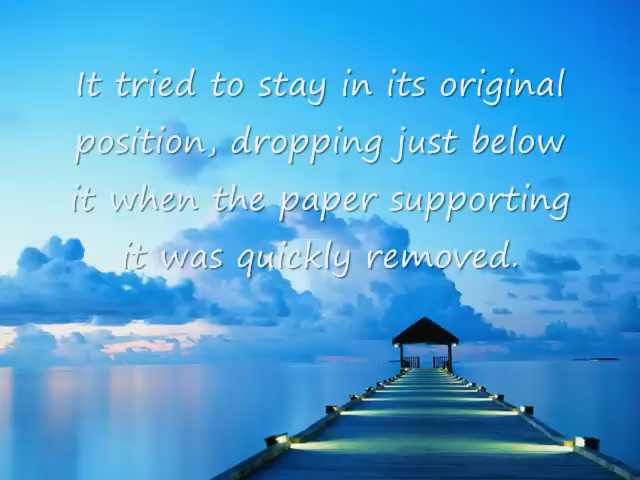 It tried to stay in its original
position, dropping just below
it when the paper supporting
it was quickly removed.